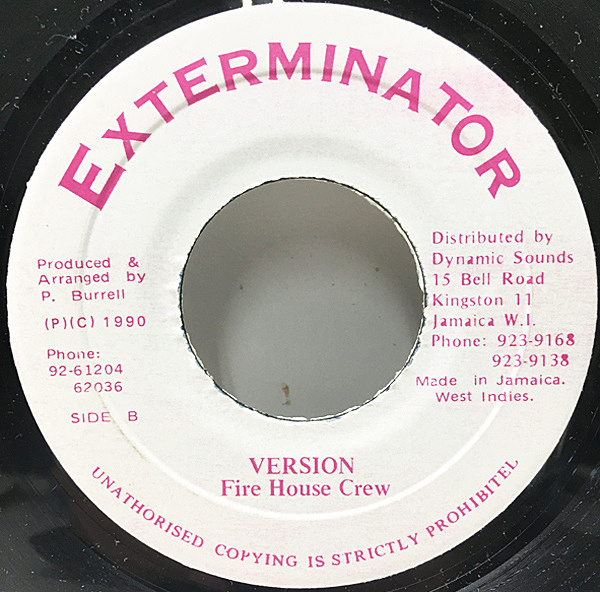 EXTERMINATOR
Produced &
Arranged by
P. Burrell
(P)(C) 1990
Phone:
92-61204
62036
SIDE B
Distributed by
Dynamic Sounds
15 Bell Road
Kingston 11
Jamaica W.I.
Phone: 923-9168
923-9138
Made in Jamaica.
West Indies.
VERSION
Fire House Crew
UNATHORISED COPYING IS STRICTLY PROHIBITEL